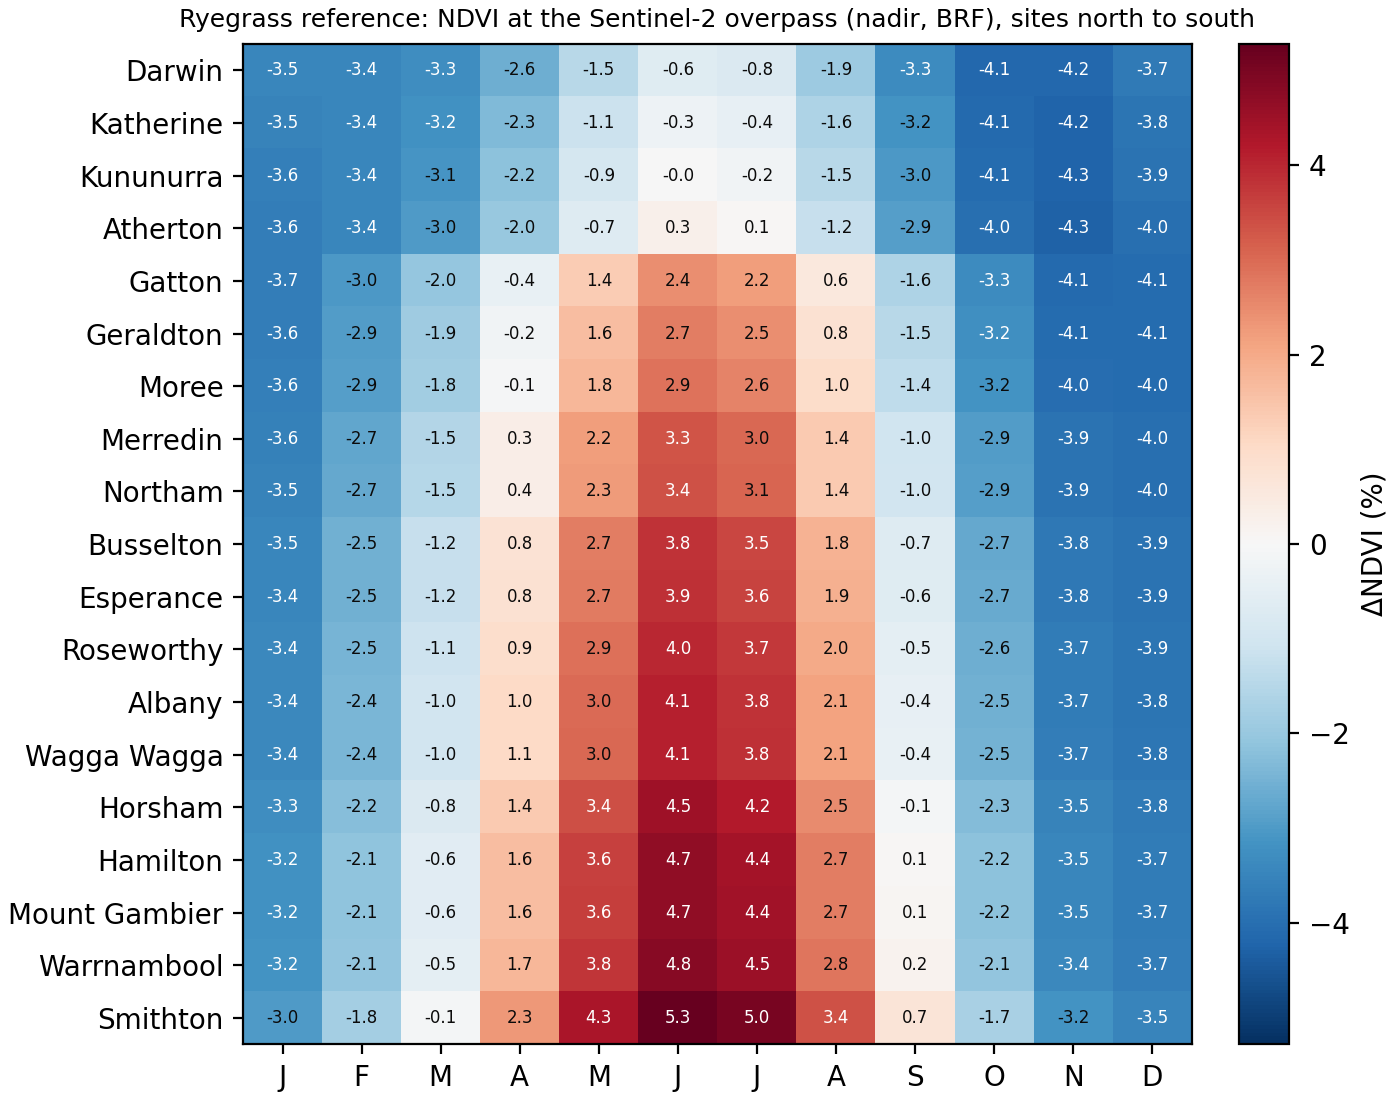 Ryegrass reference: NDVI at the Sentinel-2 overpass (nadir, BRF), sites north to south
Darwin -3.5 -3.4 -3.3 -2.6 -1.5 -0.6 -0.8 -1.9 -3.3 -4.1 -4.2 -3.7
Katherine -3.5 -3.4 -3.2 -2.3 -1.1 -0.3 -0.4 -1.6 -3.2 -4.1 -4.2 -3.8
Kununurra -3.6 -3.4 -3.1 -2.2 -0.9 -0.0 -0.2 -1.5 -3.0 -4.1 -4.3 -3.9
Atherton -3.6 -3.4 -3.0 -2.0 -0.7 0.3 0.1 -1.2 -2.9 -4.0 -4.3 -4.0
Gatton -3.7 -3.0 -2.0 -0.4 1.4 2.4 2.2 0.6 -1.6 -3.3 -4.1 -4.1
Geraldton -3.6 -2.9 -1.9 -0.2 1.6 2.7 2.5 0.8 -1.5 -3.2 -4.1 -4.1
Moree -3.6 -2.9 -1.8 -0.1 1.8 2.9 2.6 1.0 -1.4 -3.2 -4.0 -4.0
Merredin -3.6 -2.7 -1.5 0.3 2.2 3.3 3.0 1.4 -1.0 -2.9 -3.9 -4.0
Northam -3.5 -2.7 -1.5 0.4 2.3 3.4 3.1 1.4 -1.0 -2.9 -3.9 -4.0
Busselton -3.5 -2.5 -1.2 0.8 2.7 3.8 3.5 1.8 -0.7 -2.7 -3.8 -3.9
Esperance -3.4 -2.5 -1.2 0.8 2.7 3.9 3.6 1.9 -0.6 -2.7 -3.8 -3.9
Roseworthy -3.4 -2.5 -1.1 0.9 2.9 4.0 3.7 2.0 -0.5 -2.6 -3.7 -3.9
Albany -3.4 -2.4 -1.0 1.0 3.0 4.1 3.8 2.1 -0.4 -2.5 -3.7 -3.8
Wagga Wagga -3.4 -2.4 -1.0 1.1 3.0 4.1 3.8 2.1 -0.4 -2.5 -3.7 -3.8
Horsham -3.3 -2.2 -0.8 1.4 3.4 4.5 4.2 2.5 -0.1 -2.3 -3.5 -3.8
Hamilton -3.2 -2.1 -0.6 1.6 3.6 4.7 4.4 2.7 0.1 -2.2 -3.5 -3.7
Mount Gambier -3.2 -2.1 -0.6 1.6 3.6 4.7 4.4 2.7 0.1 -2.2 -3.5 -3.7
Warrnambool -3.2 -2.1 -0.5 1.7 3.8 4.8 4.5 2.8 0.2 -2.1 -3.4 -3.7
Smithton -3.0 -1.8 -0.1 2.3 4.3 5.3 5.0 3.4 0.7 -1.7 -3.2 -3.5
J F M A M J J A S O N D
4
2
0
−2
−4
ΔNDVI (%)